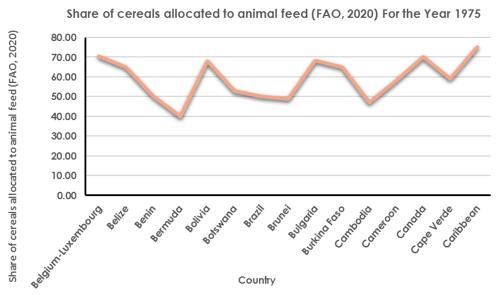 Share of cereals allocated to animal feed (FAO, 2020) For the Year 1975
Share of cereals allocated to animal feed (FAO, 2020)
80.00
70.00
60.00
50.00
40.00
30.00
20.00
10.00
0.00
Belgium-Luxembourg
Belize
Benin
Bermuda
Bolivia
Botswana
Brazil
Brunei
Bulgaria
Burkina Faso
Cambodia
Cameroon
Canada
Cape Verde
Caribbean
Country